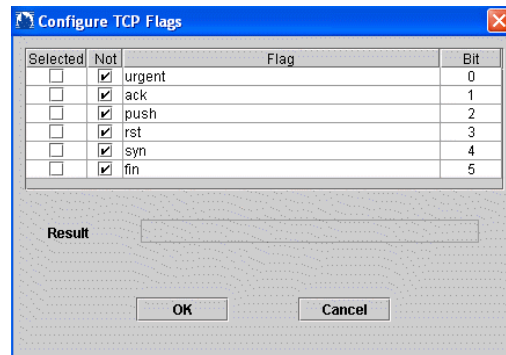 Configure TCP Flags
Selected Not Flag Bit
urgent 0
ack 1
push 2
rst 3
syn 4
fin 5
Result
OK Cancel